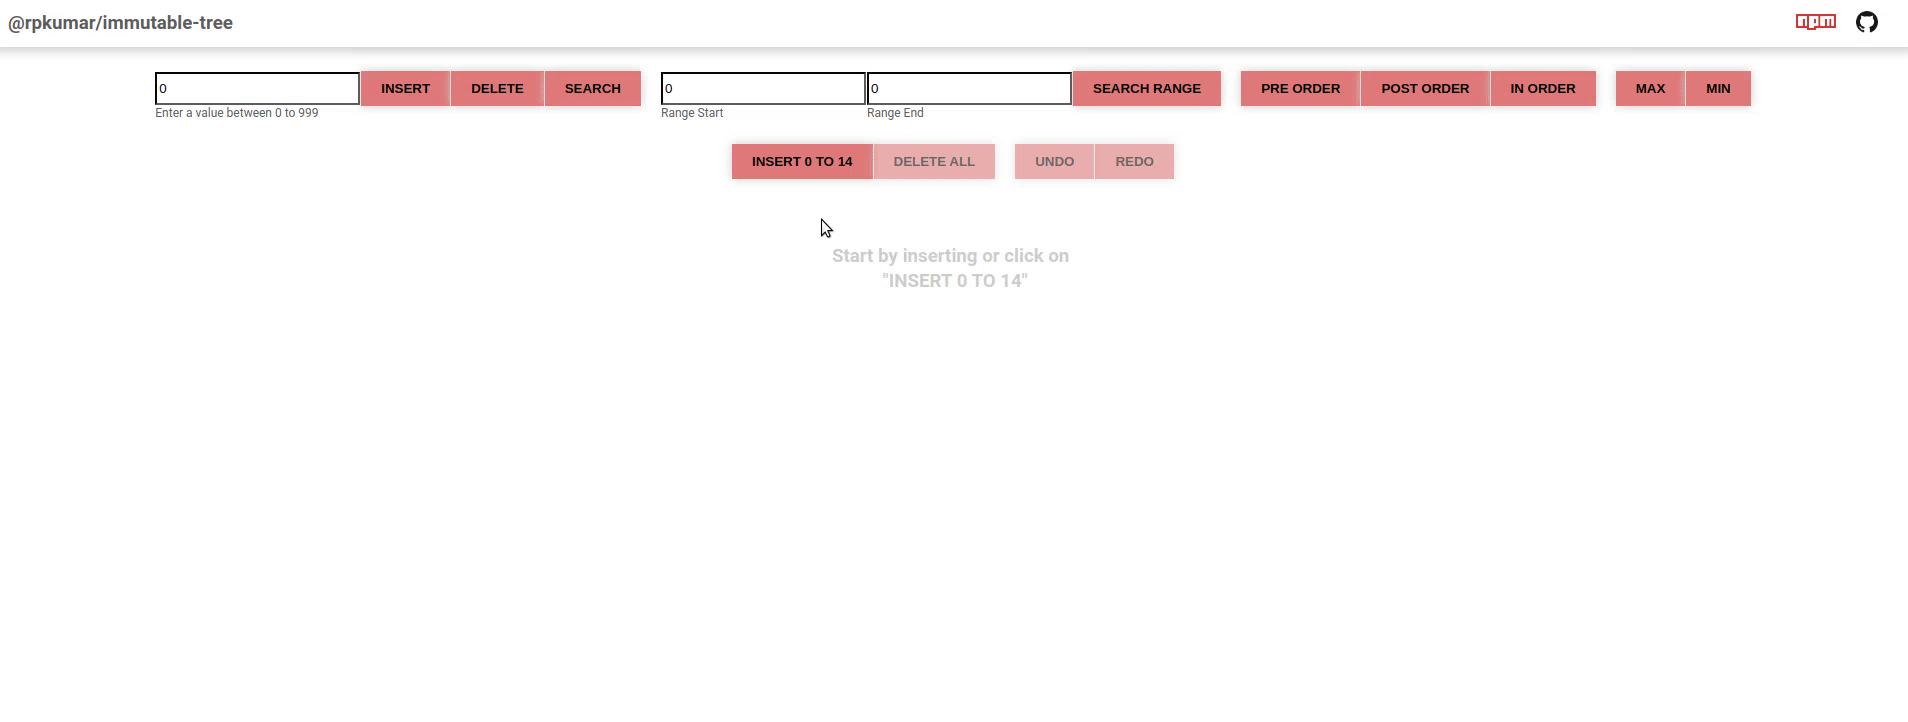 @rpkumar/immutable-tree npm
0 INSERT DELETE SEARCH 0 0 SEARCH RANGE PRE ORDER POST ORDER IN ORDER MAX MIN
Enter a value between 0 to 999 Range Start Range End
INSERT 0 TO 14 DELETE ALL UNDO REDO
Start by inserting or click on
"INSERT 0 TO 14"